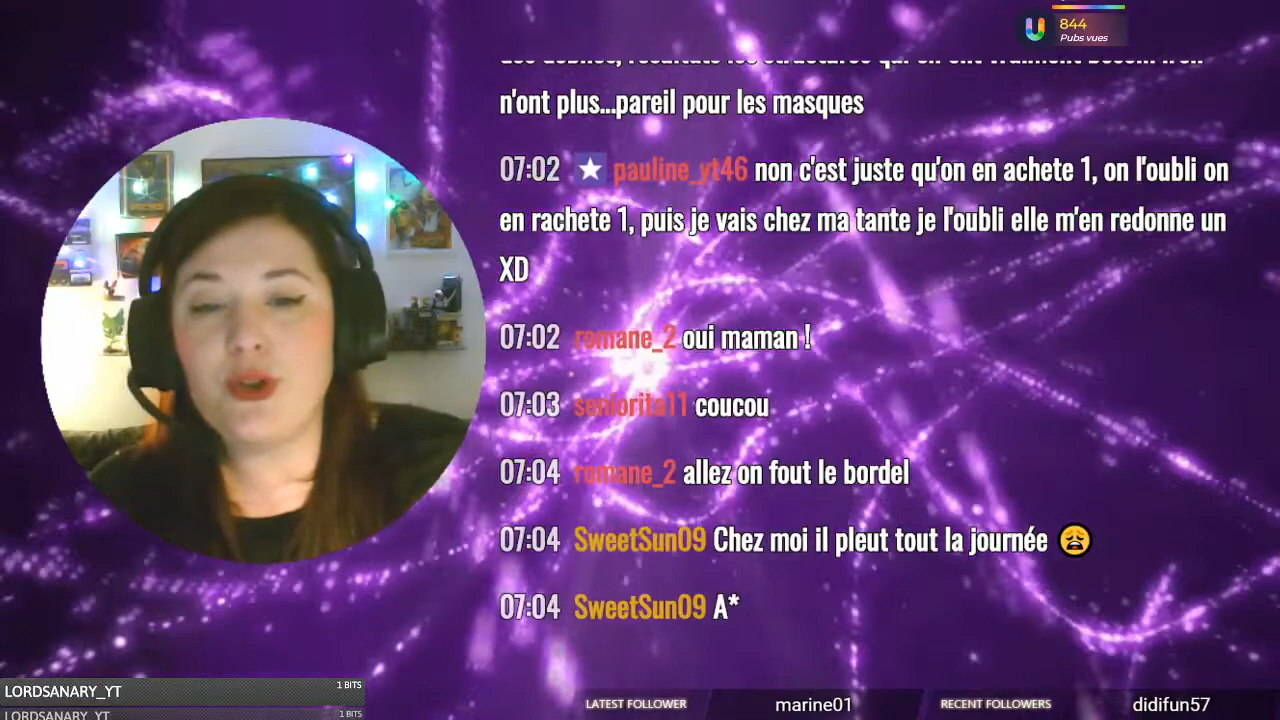 844
Pubs vues
n'ont plus...pareil pour les masques
07:02 pauline_yt46 non c'est juste qu'on en achete 1, on l'oubli on
en rachete 1, puis je vais chez ma tante je l'oubli elle m'en redonne un
XD
07:02 romane_2 oui maman !
07:03 seniorita11 coucou
07:04 romane_2 allez on fout le bordel
07:04 SweetSun09 Chez moi il pleut tout la journée 😩
07:04 SweetSun09 A*
LORDSANARY_YT 1 BITS
LORDSANARY_YT 1 BITS
LATEST FOLLOWER marine01 RECENT FOLLOWERS didifun57